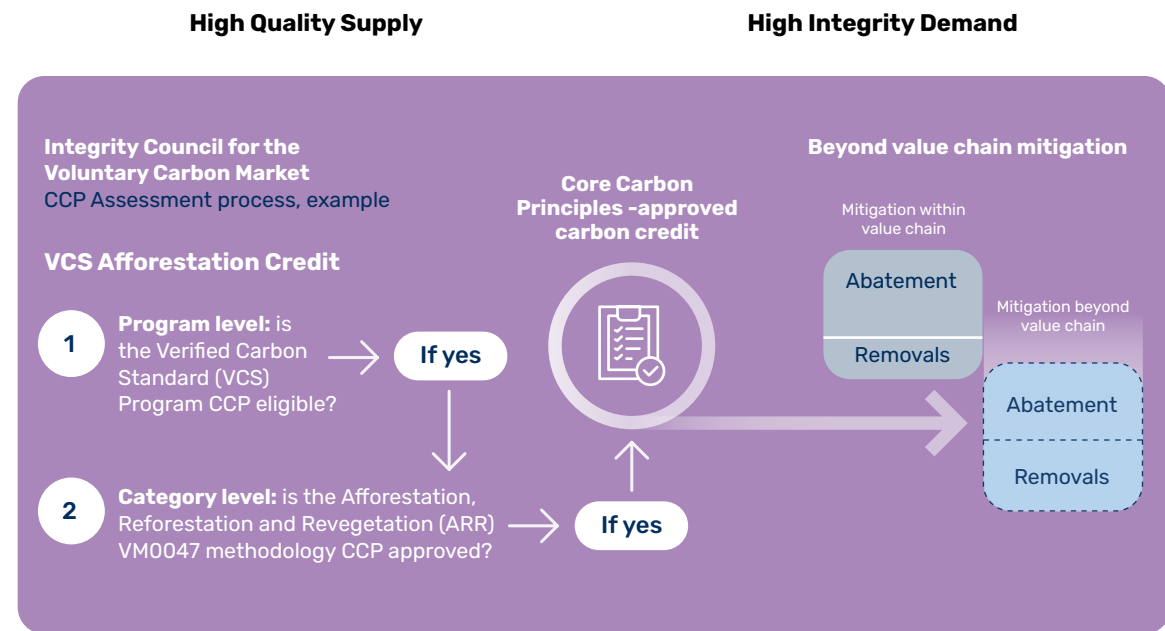 High Quality Supply
High Integrity Demand
Integrity Council for the
Voluntary Carbon Market
CCP Assessment process, example
VCS Afforestation Credit
1
Program level: is
the Verified Carbon
Standard (VCS)
Program CCP eligible?
If yes
2
Category level: is the Afforestation,
Reforestation and Revegetation (ARR)
VM0047 methodology CCP approved?
If yes
Core Carbon
Principles -approved
carbon credit
Beyond value chain mitigation
Mitigation within
value chain
Abatement
Removals
Mitigation beyond
value chain
Abatement
Removals